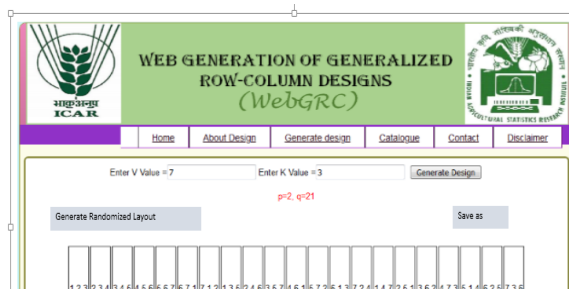 WEB GENERATION OF GENERALIZED
ROW-COLUMN DESIGNS
(WebGRC)
भाकृअनुप
ICAR
Home About Design Generate design Catalogue Contact Disclaimer
Enter V Value = 7 Enter K Value = 3 Generate Design
p=2, q=21
Generate Randomized Layout Save as